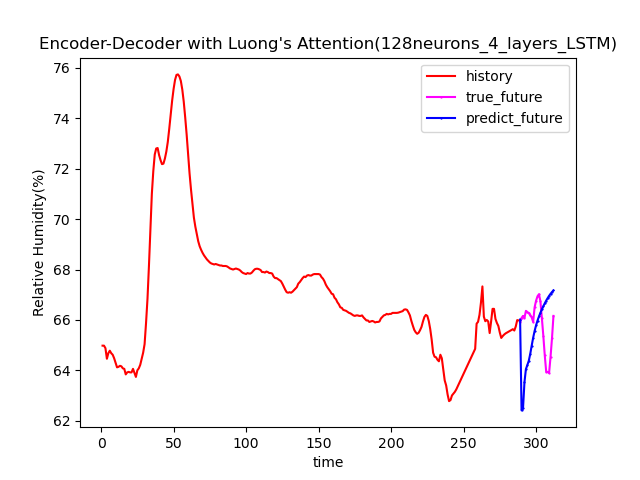 Encoder-Decoder with Luong's Attention(128neurons_4_layers_LSTM)
history
true_future
predict_future
Relative Humidity(%)
76
74
72
70
68
66
64
62
0 50 100 150 200 250 300
time